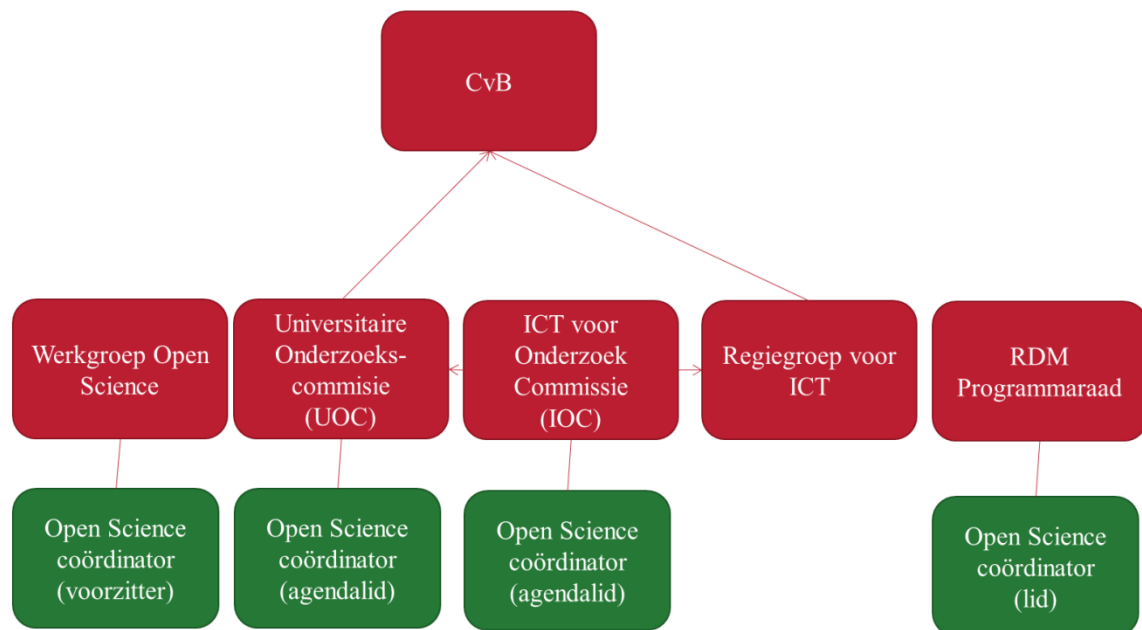 CvB
Werkgroep Open
Science
Universitaire
Onderzoeks-
commisie
(UOC)
ICT voor
Onderzoek
Commissie
(IOC)
Regiegroep voor
ICT
RDM
Programmaraad
Open Science
coördinator
(voorzitter)
Open Science
coördinator
(agendalid)
Open Science
coördinator
(agendalid)
Open Science
coördinator
(lid)